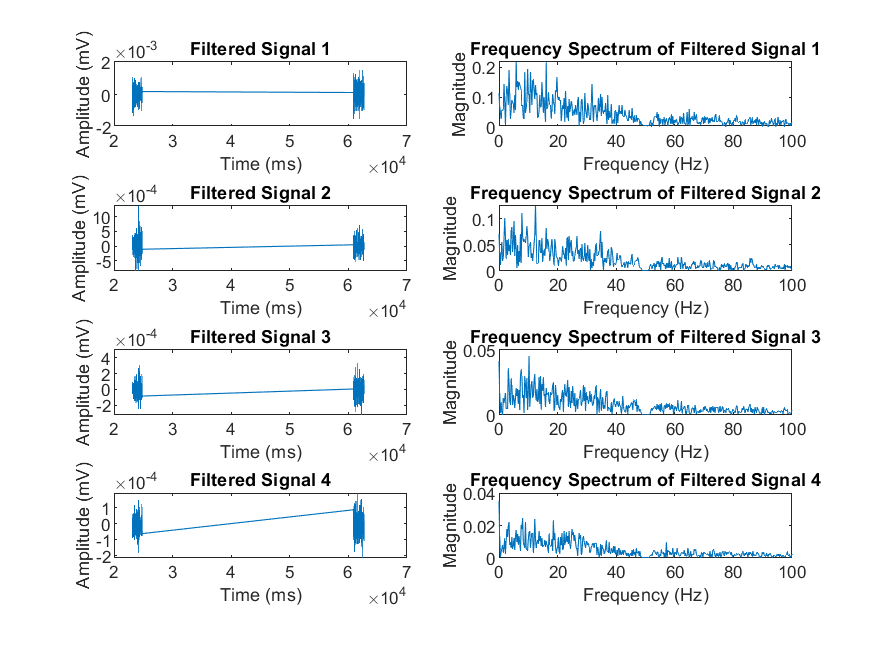 Filtered Signal 1
×10-3
Amplitude (mV)
2
0
-2
2 3 4 5 6 7
Time (ms)
×104
Frequency Spectrum of Filtered Signal 1
Magnitude
0.2
0.1
0
0 20 40 60 80 100
Frequency (Hz)
Filtered Signal 2
×10-4
Amplitude (mV)
10
5
0
-5
2 3 4 5 6 7
Time (ms)
×104
Frequency Spectrum of Filtered Signal 2
Magnitude
0.1
0.05
0
0 20 40 60 80 100
Frequency (Hz)
Filtered Signal 3
×10-4
Amplitude (mV)
4
2
0
-2
2 3 4 5 6 7
Time (ms)
×104
Frequency Spectrum of Filtered Signal 3
Magnitude
0.05
0
0 20 40 60 80 100
Frequency (Hz)
Filtered Signal 4
×10-4
Amplitude (mV)
1
0
-1
-2
2 3 4 5 6 7
Time (ms)
×104
Frequency Spectrum of Filtered Signal 4
Magnitude
0.04
0.02
0
0 20 40 60 80 100
Frequency (Hz)